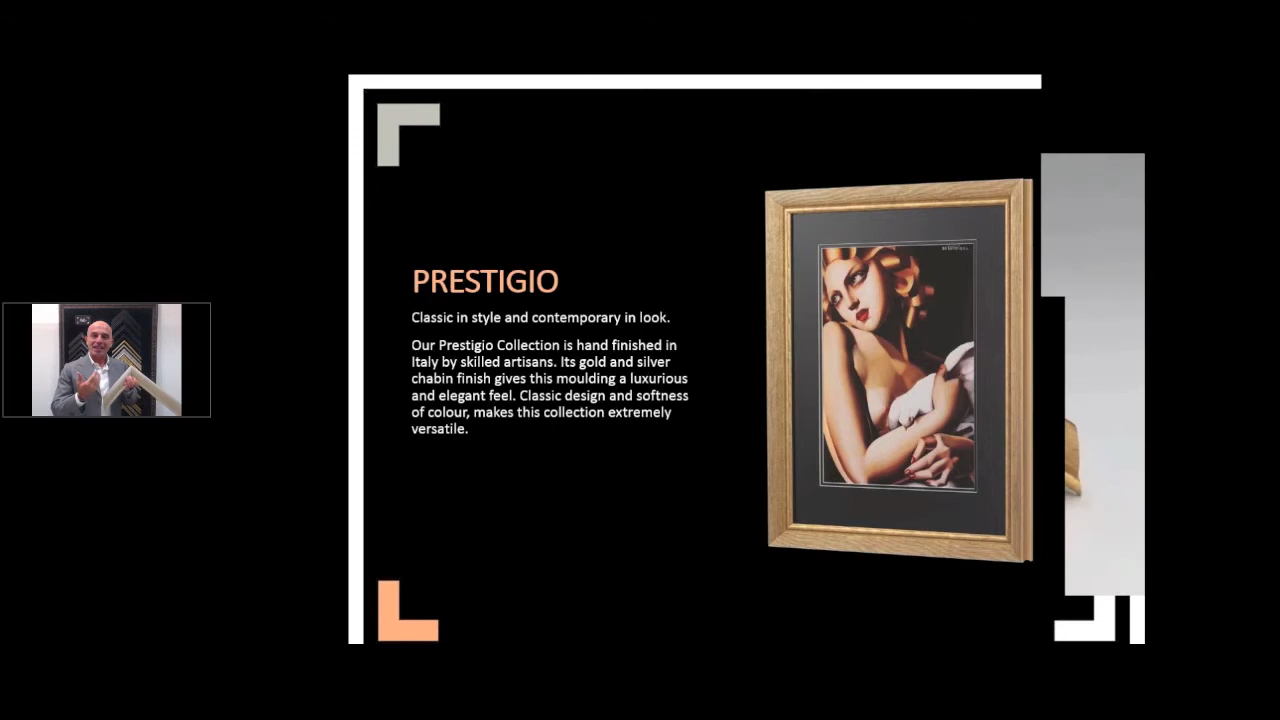 PRESTIGIO
Classic in style and contemporary in look.
Our Prestigio Collection is hand finished in
Italy by skilled artisans. Its gold and silver
chabin finish gives this moulding a luxurious
and elegant feel. Classic design and softness
of colour, makes this collection extremely
versatile.